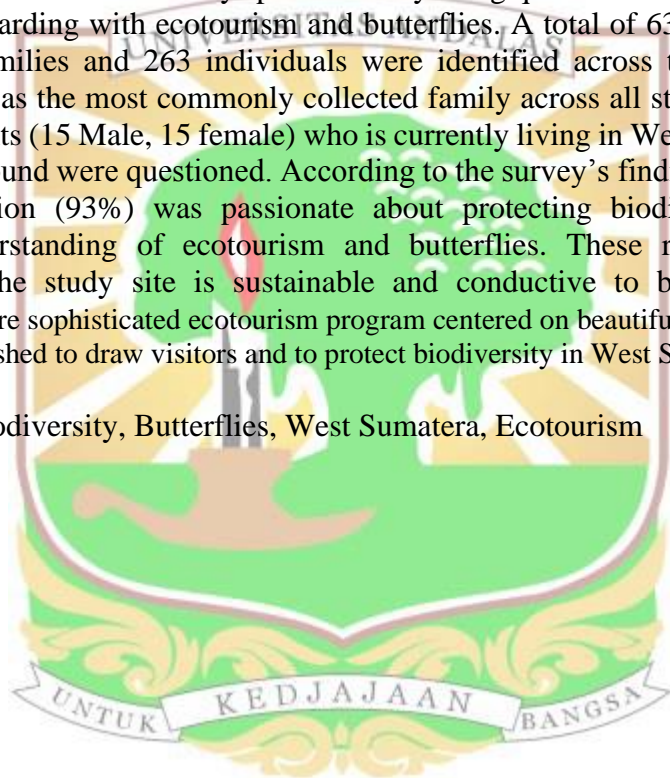 arding with ecotourism and butterflies. A total of 63
UNIVERSITAS ANDALAS
milies and 263 individuals were identified across t
as the most commonly collected family across all st
ts (15 Male, 15 female) who is currently living in We
und were questioned. According to the survey's find
ion (93%) was passionate about protecting biod
rstanding of ecotourism and butterflies. These r
he study site is sustainable and conductive to b
re sophisticated ecotourism program centered on beautiful
shed to draw visitors and to protect biodiversity in West S
odiversity, Butterflies, West Sumatera, Ecotourism
UNTUK KEDJAJAAN BANGSA